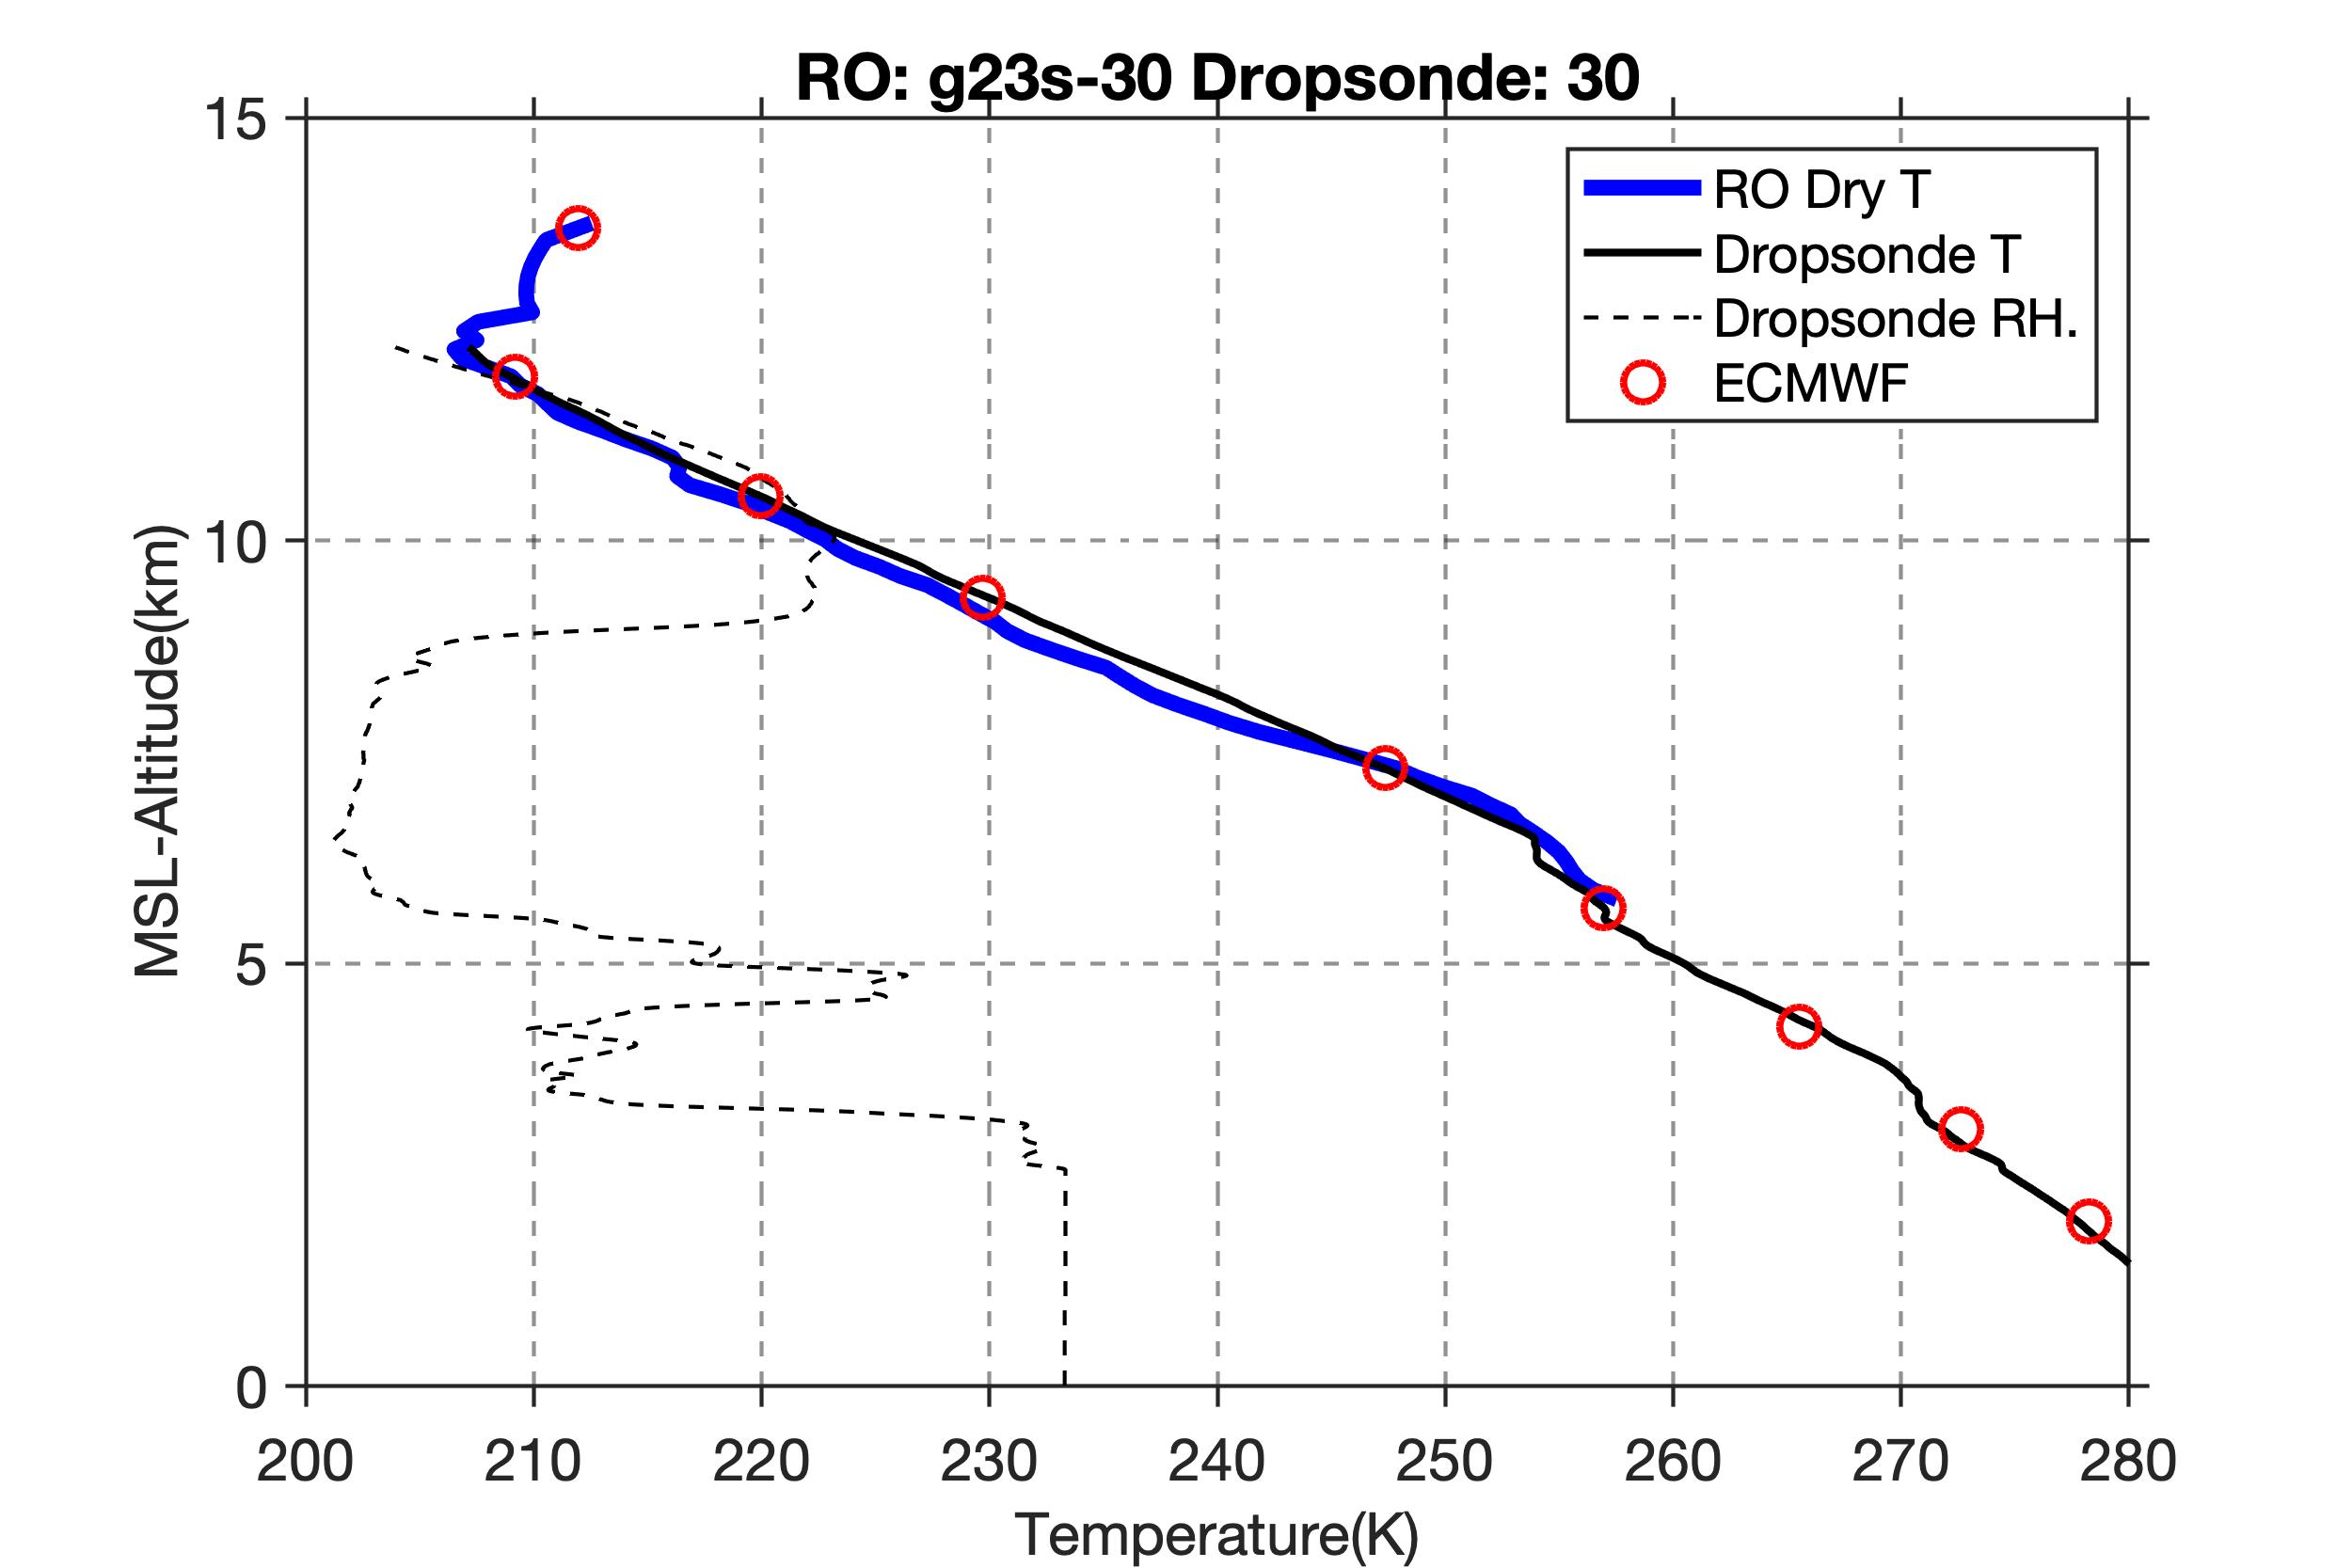 RO: g23s-30 Dropsonde: 30
15
10
5
0
MSL-Altitude(km)
RO Dry T
Dropsonde T
Dropsonde RH.
ECMWF
200 210 220 230 240 250 260 270 280
Temperature(K)